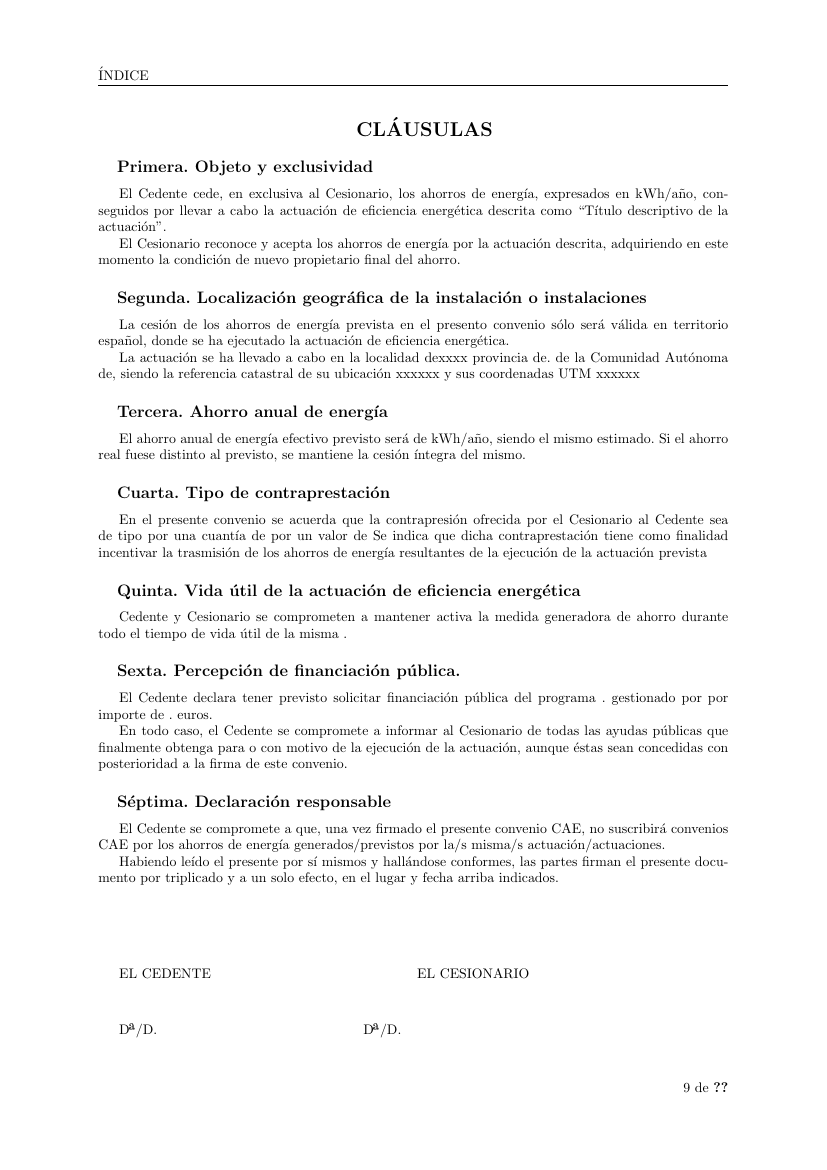 ÍNDICE
CLÁUSULAS
Primera. Objeto y exclusividad
El Cedente cede, en exclusiva al Cesionario, los ahorros de energía, expresados en kWh/año, con-
seguidos por llevar a cabo la actuación de eficiencia energética descrita como “Título descriptivo de la
actuación”.
El Cesionario reconoce y acepta los ahorros de energía por la actuación descrita, adquiriendo en este
momento la condición de nuevo propietario final del ahorro.
Segunda. Localización geográfica de la instalación o instalaciones
La cesión de los ahorros de energía prevista en el presento convenio sólo será válida en territorio
español, donde se ha ejecutado la actuación de eficiencia energética.
La actuación se ha llevado a cabo en la localidad dexxxx provincia de. de la Comunidad Autónoma
de, siendo la referencia catastral de su ubicación xxxxxx y sus coordenadas UTM xxxxxx
Tercera. Ahorro anual de energía
El ahorro anual de energía efectivo previsto será de kWh/año, siendo el mismo estimado. Si el ahorro
real fuese distinto al previsto, se mantiene la cesión íntegra del mismo.
Cuarta. Tipo de contraprestación
En el presente convenio se acuerda que la contrapresión ofrecida por el Cesionario al Cedente sea
de tipo por una cuantía de por un valor de Se indica que dicha contraprestación tiene como finalidad
incentivar la trasmisión de los ahorros de energía resultantes de la ejecución de la actuación prevista
Quinta. Vida útil de la actuación de eficiencia energética
Cedente y Cesionario se comprometen a mantener activa la medida generadora de ahorro durante
todo el tiempo de vida útil de la misma .
Sexta. Percepción de financiación pública.
El Cedente declara tener previsto solicitar financiación pública del programa . gestionado por por
importe de . euros.
En todo caso, el Cedente se compromete a informar al Cesionario de todas las ayudas públicas que
finalmente obtenga para o con motivo de la ejecución de la actuación, aunque éstas sean concedidas con
posterioridad a la firma de este convenio.
Séptima. Declaración responsable
El Cedente se compromete a que, una vez firmado el presente convenio CAE, no suscribirá convenios
CAE por los ahorros de energía generados/previstos por la/s misma/s actuación/actuaciones.
Habiendo leído el presente por sí mismos y hallándose conformes, las partes firman el presente docu-
mento por triplicado y a un solo efecto, en el lugar y fecha arriba indicados.
EL CEDENTE EL CESIONARIO
Dª/D. Dª/D.
9 de ??